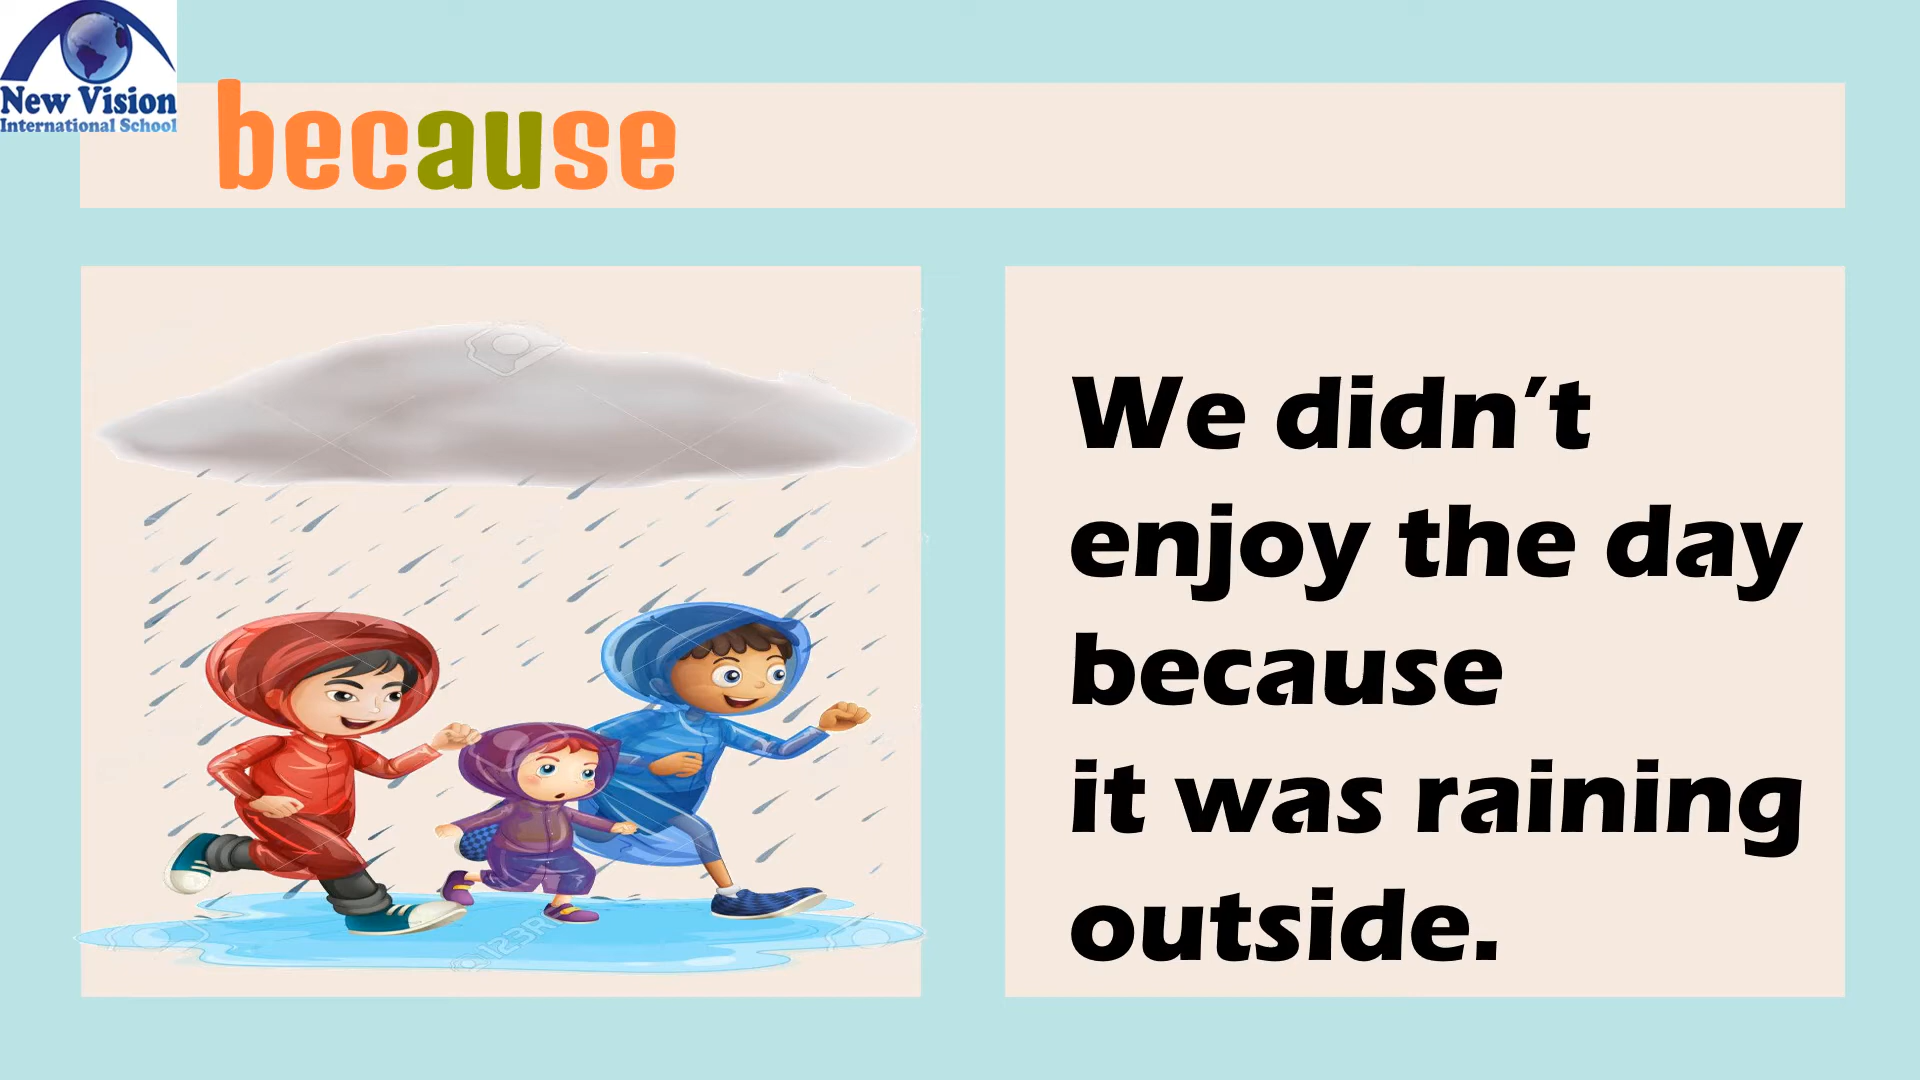 New Vision
International School
because
We didn’t
enjoy the day
because
it was raining
outside.